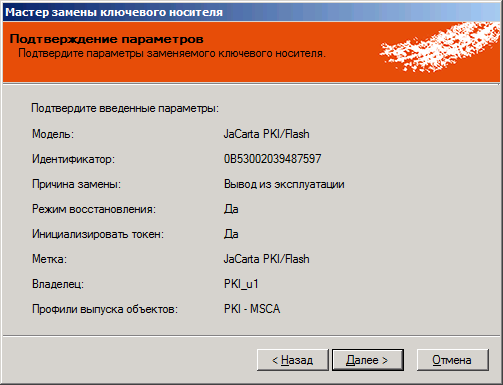 Мастер замены ключевого носителя
Подтверждение параметров
Подтвердите параметры заменяемого ключевого носителя.
Подтвердите введенные параметры:
Модель: JaCarta PKI/Flash
Идентификатор: 0B53002039487597
Причина замены: Вывод из эксплуатации
Режим восстановления: Да
Инициализировать токен: Да
Метка: JaCarta PKI/Flash
Владелец: PKI_u1
Профили выпуска объектов: PKI - MSCA
< Назад Далее > Отмена